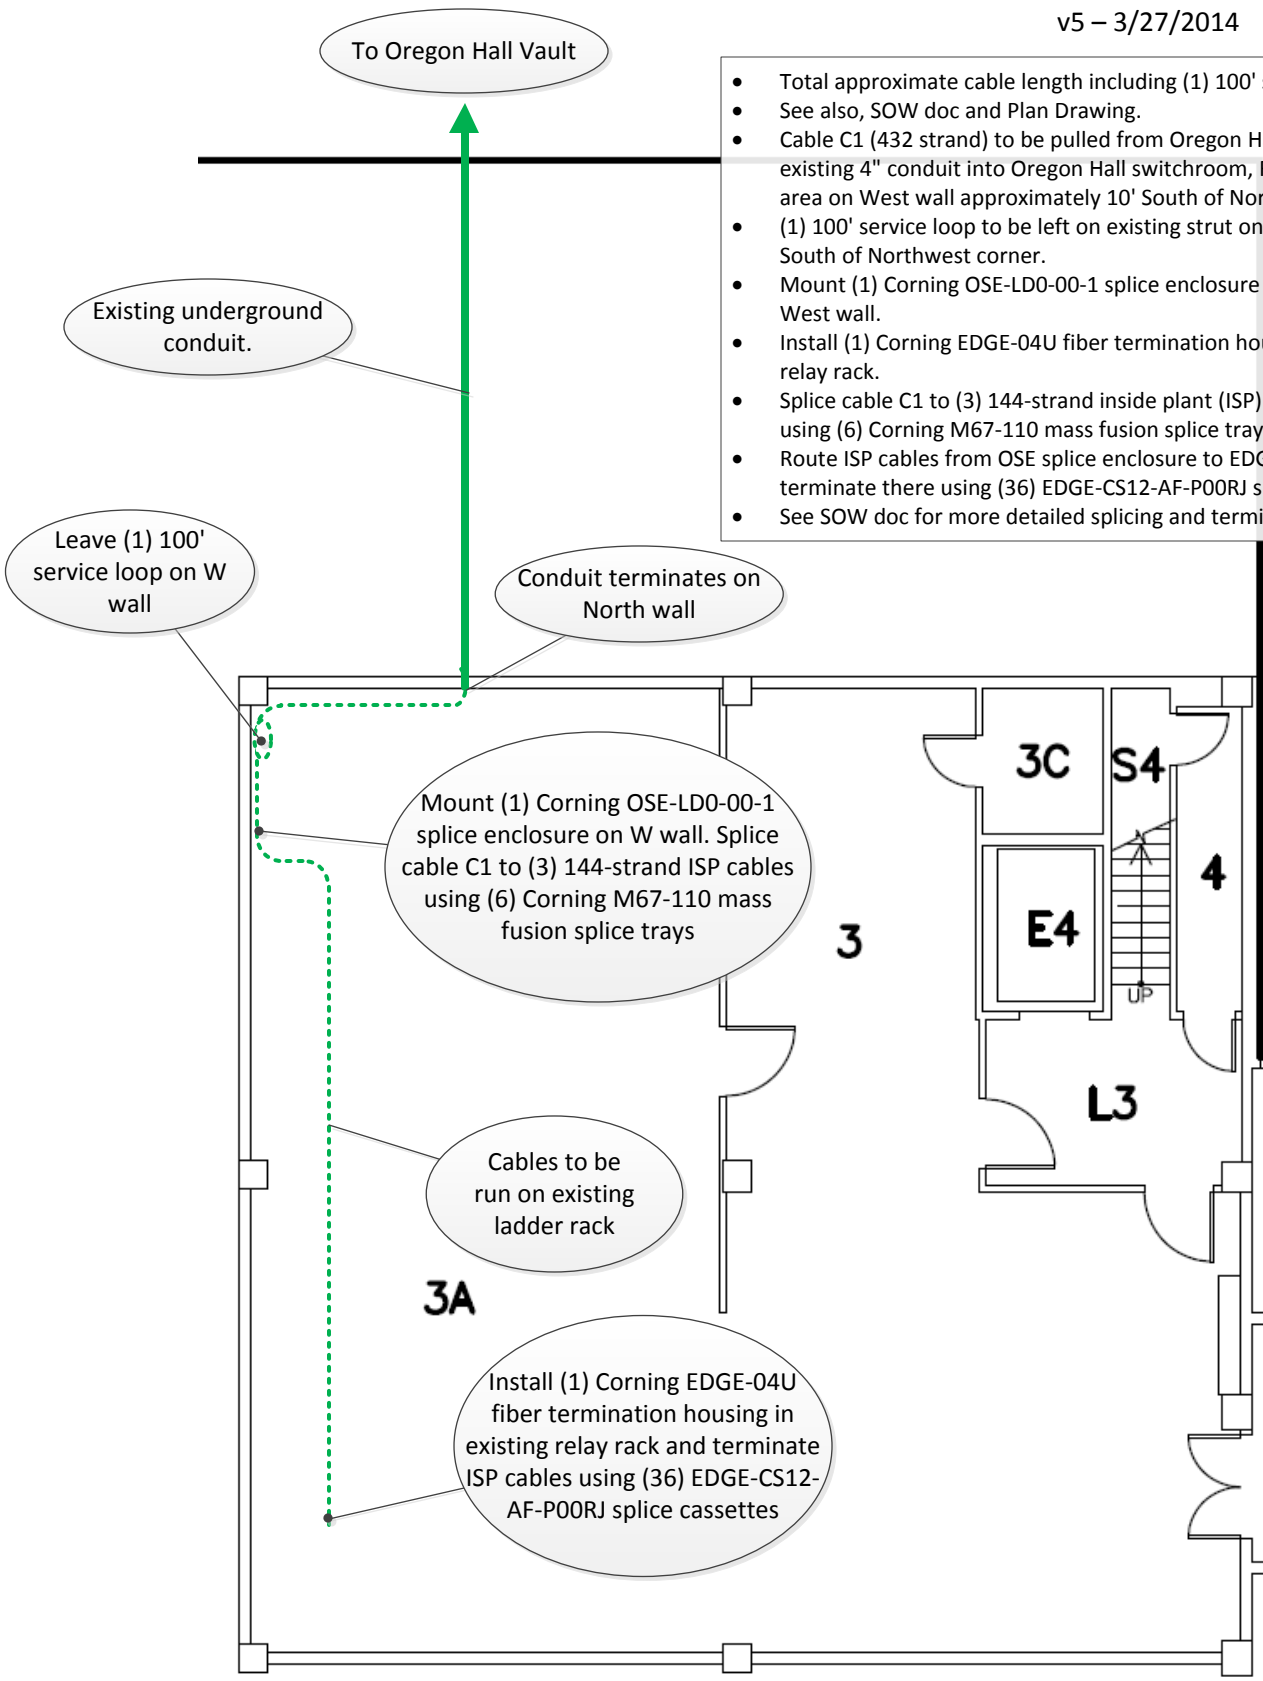 v5 – 3/27/2014
To Oregon Hall Vault
• Total approximate cable length including (1) 100'
• See also, SOW doc and Plan Drawing.
• Cable C1 (432 strand) to be pulled from Oregon
existing 4" conduit into Oregon Hall switchroom,
area on West wall approximately 10' South of
• (1) 100' service loop to be left on existing strut on
South of Northwest corner.
• Mount (1) Corning OSE-LD0-00-1 splice enclosure
West wall.
• Install (1) Corning EDGE-04U fiber termination
relay rack.
• Splice cable C1 to (3) 144-strand inside plant (ISP)
using (6) Corning M67-110 mass fusion splice
• Route ISP cables from OSE splice enclosure to
terminate there using (36) EDGE-CS12-AF-P00RJ
• See SOW doc for more detailed splicing and
Existing underground
conduit.
Leave (1) 100'
service loop on W
wall
Conduit terminates on
North wall
Mount (1) Corning OSE-LD0-00-1
splice enclosure on W wall. Splice
cable C1 to (3) 144-strand ISP cables
using (6) Corning M67-110 mass
fusion splice trays
3C
S4
4
E4
3
UP
L3
Cables to be
run on existing
ladder rack
3A
Install (1) Corning EDGE-04U
fiber termination housing in
existing relay rack and terminate
ISP cables using (36) EDGE-CS12-
AF-P00RJ splice cassettes